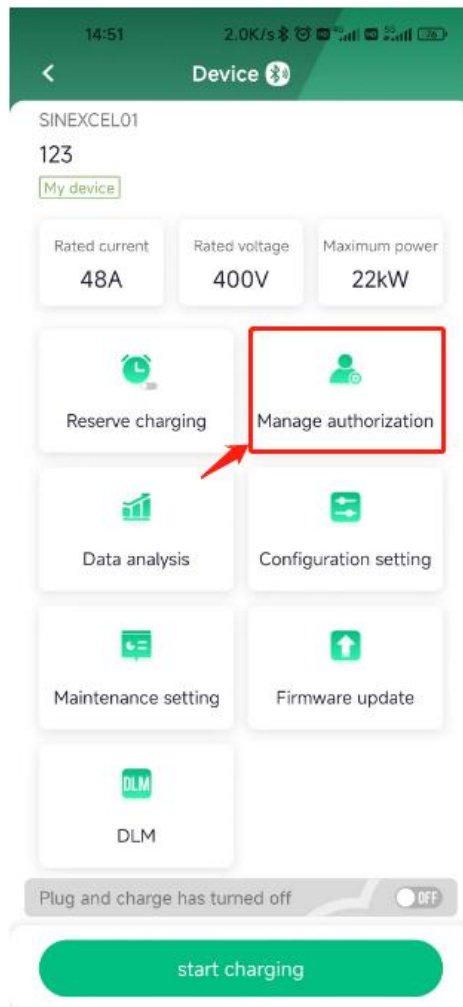 14:51 2.0K/s 76
Device
SINEXCEL01
123
My device
Rated current Rated voltage Maximum power
48A 400V 22kW
Reserve charging Manage authorization
Data analysis Configuration setting
Maintenance setting Firmware update
DLM
DLM
Plug and charge has turned off OFF
start charging